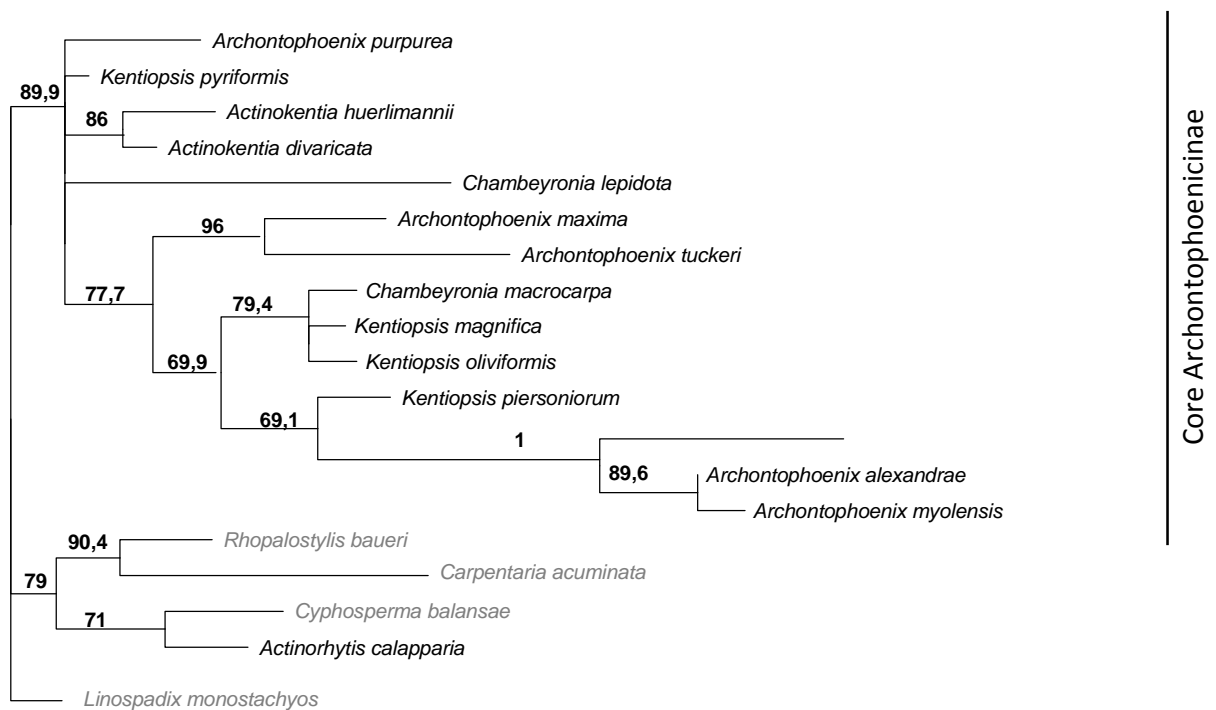 Archontophoenix purpurea
Kentiopsis pyriformis
89,9
86
Actinokentia huerlimannii
Actinokentia divaricata
Chambeyronia lepidota
96
Archontophoenix maxima
Archontophoenix tuckeri
77,7
79,4
Chambeyronia macrocarpa
Kentiopsis magnifica
69,9
Kentiopsis oliviformis
69,1
Kentiopsis piersoniorum
1
89,6
Archontophoenix alexandrae
Archontophoenix myolensis
Core Archontophoenicinae
90,4
Rhopalostylis baueri
79
Carpentaria acuminata
71
Cyphosperma balansae
Actinorhytis calapparia
Linospadix monostachyos